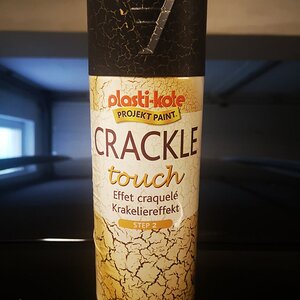 plasti-kote
PROJEKT PAINT
CRACKLE
touch
Effet craquelé
Krakeliereffekt
STEP 2